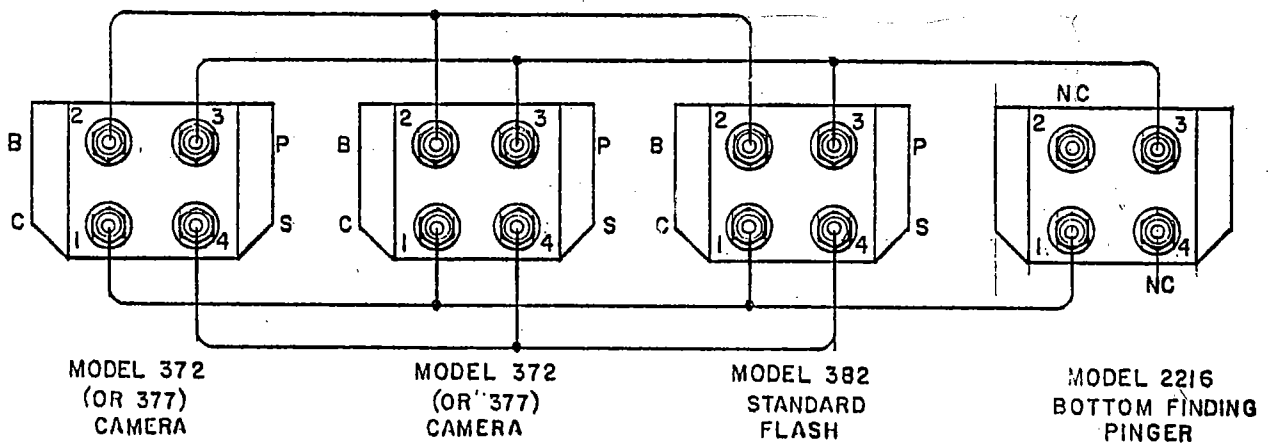 NC
2 3 2 3 2 3 2 3
B P B P B P
C S C S C S
1 4 1 4 1 4 1 4
NC
MODEL 372
(OR 377)
CAMERA
MODEL 372
(OR 377)
CAMERA
MODEL 382
STANDARD
FLASH
MODEL 2216
BOTTOM FINDING
PINGER